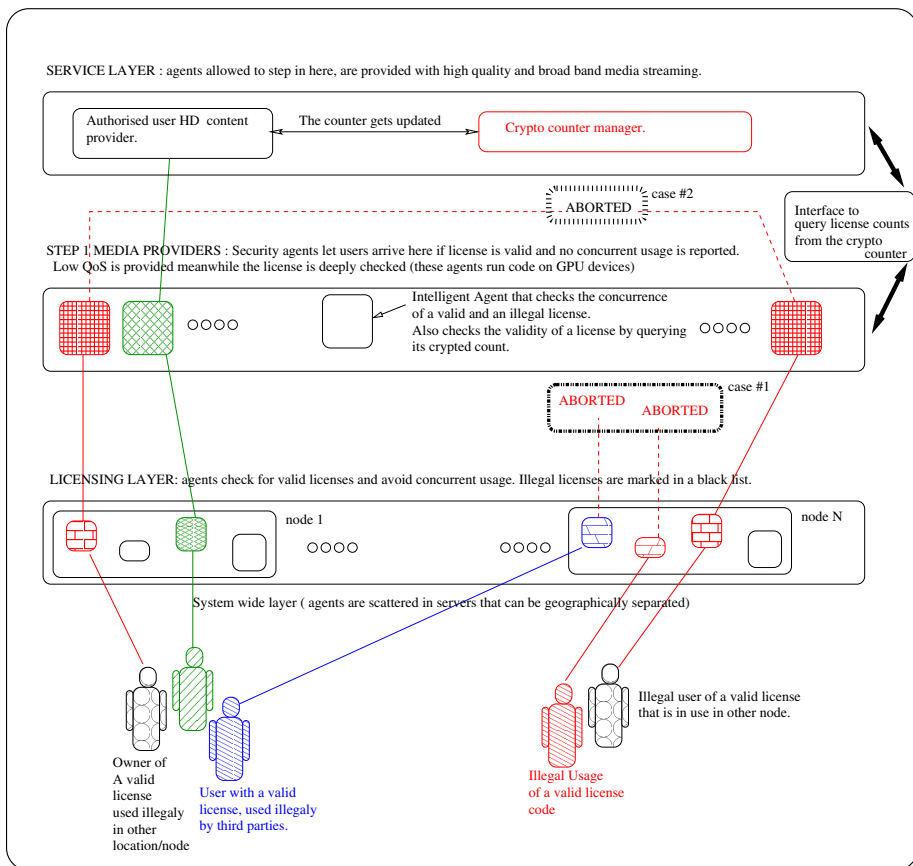 SERVICE LAYER : agents allowed to step in here, are provided with high quality and broad band media streaming.
Authorised user HD content
provider.
The counter gets updated
Crypto counter manager.
case #2
ABORTED
Interface to
query license counts
from the crypto
counter
STEP 1 MEDIA PROVIDERS : Security agents let users arrive here if license is valid and no concurrent usage is reported.
Low QoS is provided meanwhile the license is deeply checked (these agents run code on GPU devices)
Intelligent Agent that checks the concurrence
of a valid and an illegal license.
Also checks the validity of a license by querying
its crypted count.
case #1
ABORTED
ABORTED
LICENSING LAYER: agents check for valid licenses and avoid concurrent usage. Illegal licenses are marked in a black list.
node 1
node N
System wide layer ( agents are scattered in servers that can be geographically separated)
Illegal user of a valid license
that is in use in other node.
Owner of
A valid
license
used illegaly
in other
location/node
User with a valid
license, used illegaly
by third parties.
Illegal Usage
of a valid license
code